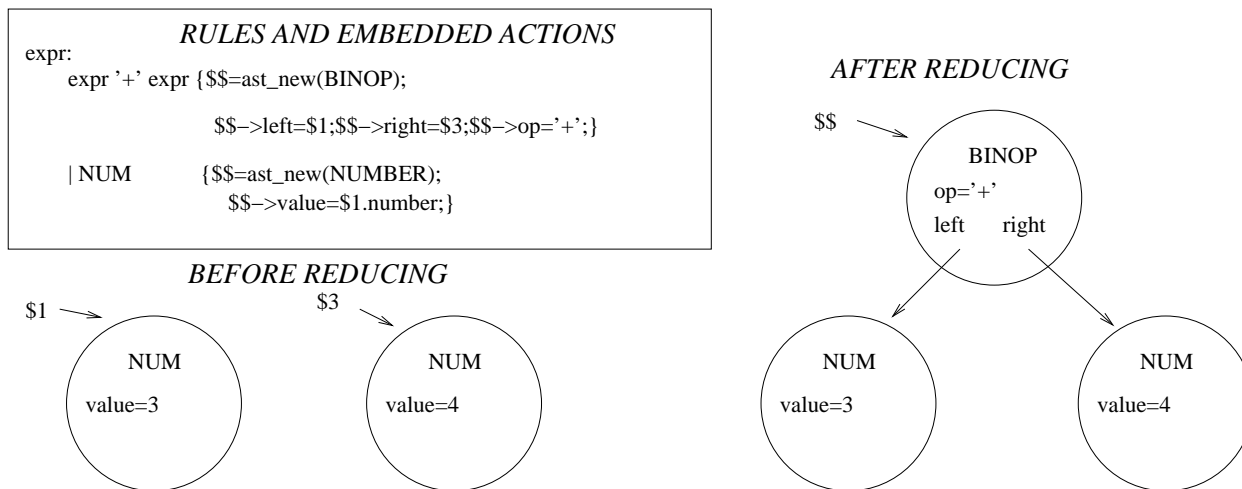 RULES AND EMBEDDED ACTIONS
expr:
expr '+' expr {$$=ast_new(BINOP);
$$−>left=$1;$$−>right=$3;$$−>op='+';}
| NUM {$$=ast_new(NUMBER);
$$−>value=$1.number;}
BEFORE REDUCING
$1
$3
NUM
value=3
NUM
value=4
AFTER REDUCING
$$
BINOP
op='+'
left right
NUM
value=3
NUM
value=4